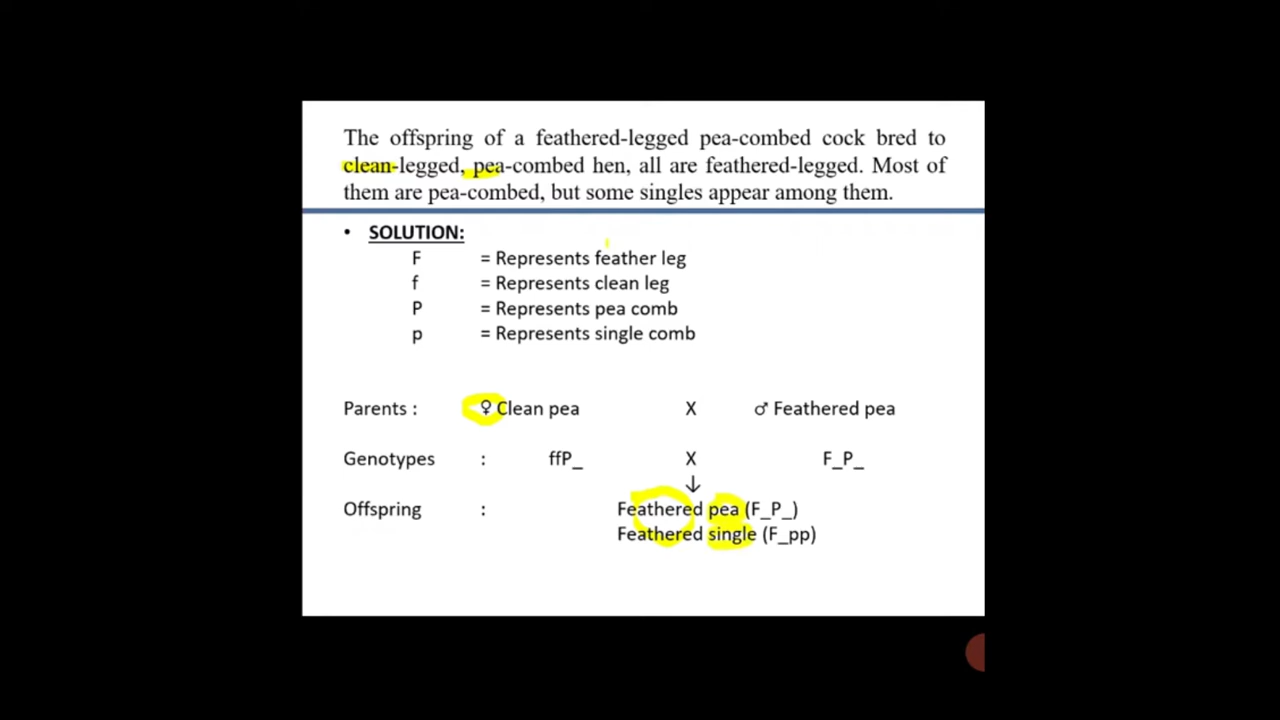 The offspring of a feathered-legged pea-combed cock bred to
clean-legged, pea-combed hen, all are feathered-legged. Most of
them are pea-combed, but some singles appear among them.
• SOLUTION:
F = Represents feather leg
f = Represents clean leg
P = Represents pea comb
p = Represents single comb
Parents : ♀ Clean pea X ♂ Feathered pea
Genotypes : ffP_ X F_P_
↓
Offspring : Feathered pea (F_P_)
Feathered single (F_pp)